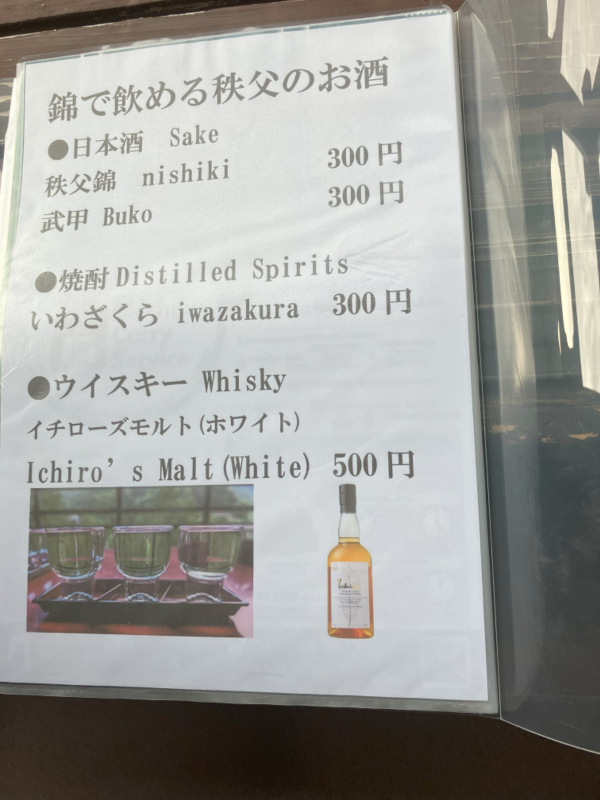 錦で飲める秩父のお酒
●日本酒 Sake
秩父錦 nishiki 300円
武甲 Buko 300円
●焼酎 Distilled Spirits
いわざくら iwazakura 300円
●ウイスキー Whisky
イチローズモルト(ホワイト)
Ichiro’s Malt(White) 500円